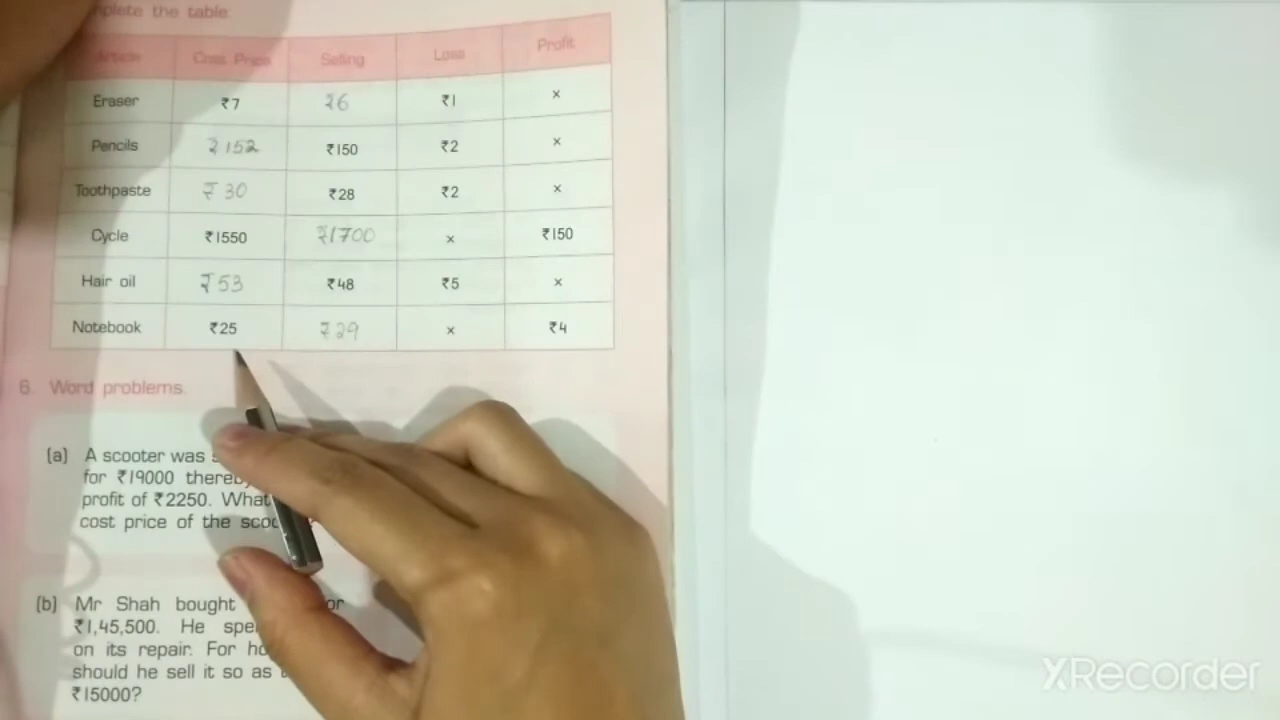 mplete the table.
Article Cost Price Selling Loss Profit
Eraser ₹7 ₹6 ₹1 ×
Pencils ₹152 ₹150 ₹2 ×
Toothpaste ₹30 ₹28 ₹2 ×
Cycle ₹1550 ₹1700 × ₹150
Hair oil ₹53 ₹48 ₹5 ×
Notebook ₹25 ₹29 × ₹4
6. Word problems.
(a) A scooter was s
for ₹19000 thereb
profit of ₹2250. What
cost price of the scoo
(b) Mr Shah bought or
₹1,45,500. He spe
on its repair. For ho
should he sell it so as t
₹15000?
XRecorder